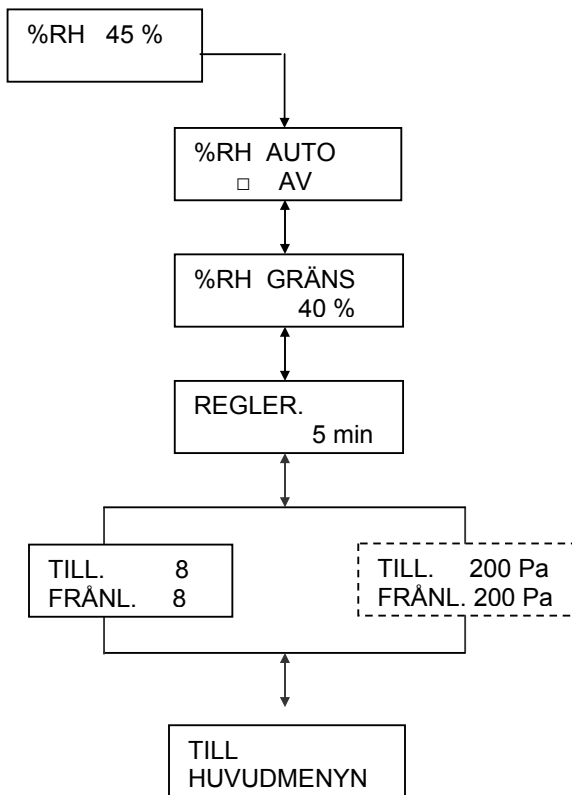 %RH 45 %
%RH AUTO
□ AV
%RH GRÄNS
40 %
REGLER.
5 min
TILL. 8
FRÅNL. 8
TILL. 200 Pa
FRÅNL. 200 Pa
TILL
HUVUDMENYN